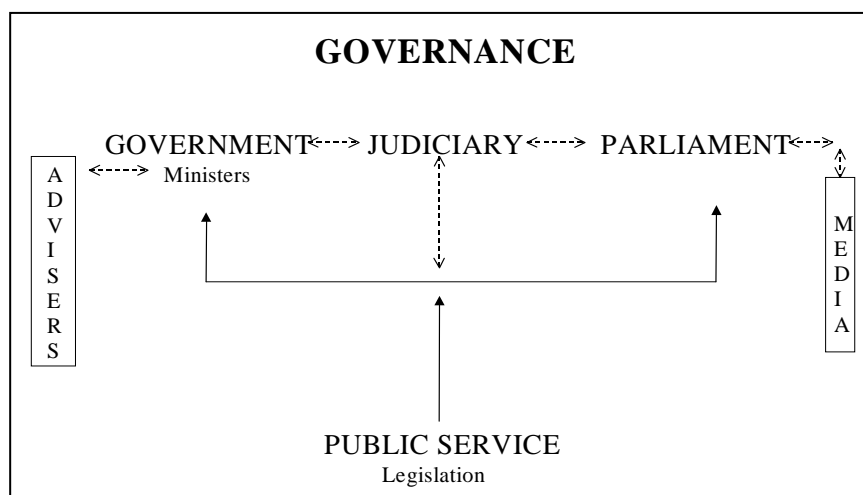 GOVERNANCE
GOVERNMENT JUDICIARY PARLIAMENT
Ministers
ADVISERS
MEDIA
PUBLIC SERVICE
Legislation